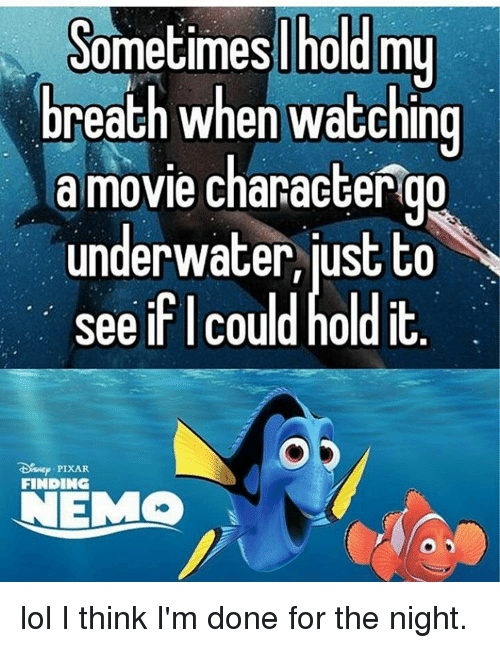 Sometimes I hold my
breath when watching
a movie character go
underwater, just to
see if I could hold it.
Disney · PIXAR
FINDING
NEMO
lol I think I'm done for the night.